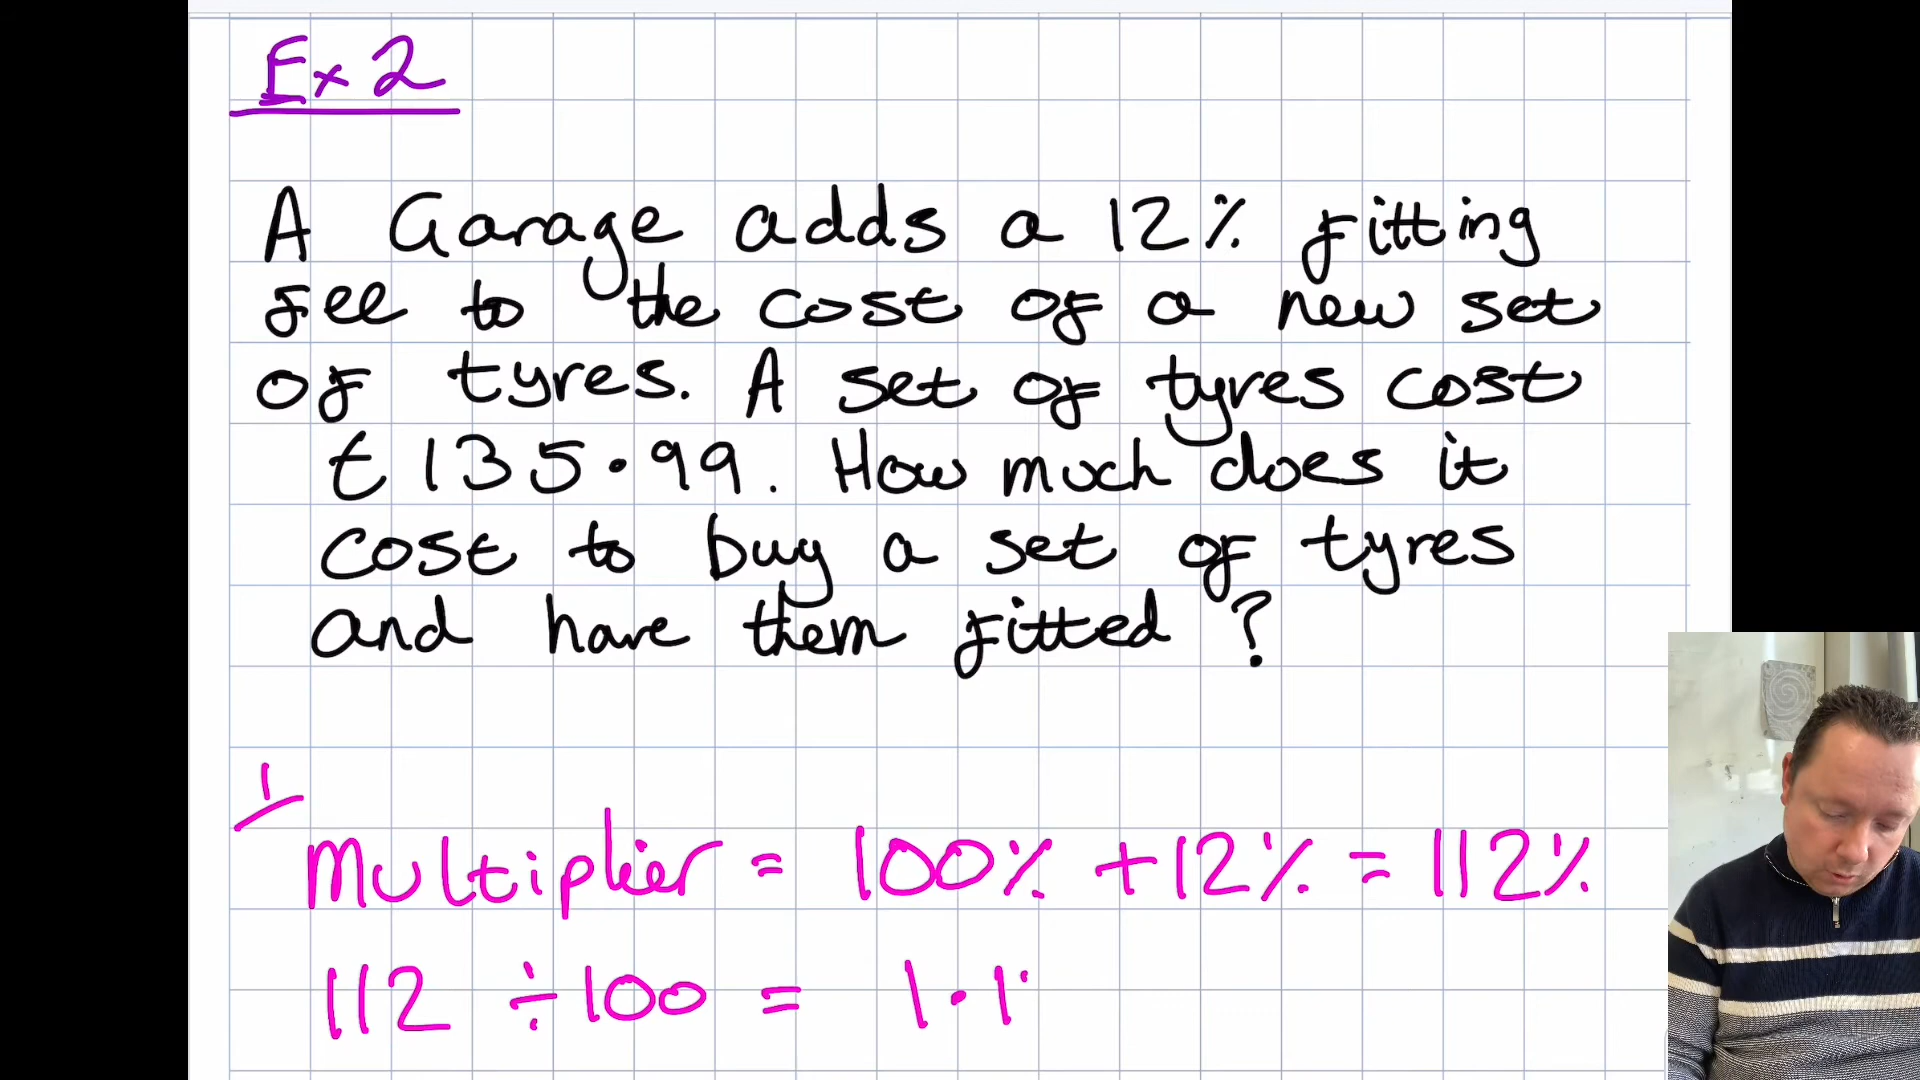 Ex 2
A Garage adds a 12% fitting
fee to the cost of a new set
of tyres. A set of tyres cost
£135.99. How much does it
cost to buy a set of tyres
and have them fitted?
1
Multiplier = 100% + 12% = 112%
112 ÷ 100 = 1.1